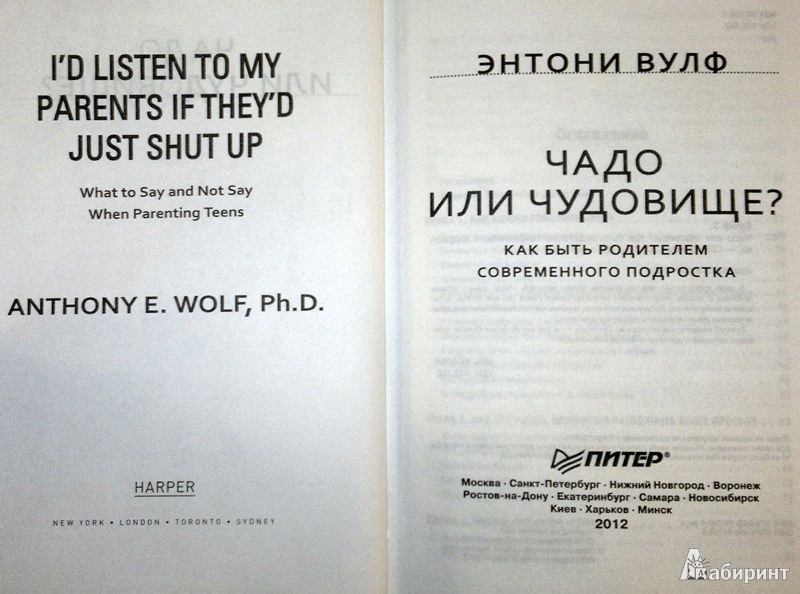 I'D LISTEN TO MY
PARENTS IF THEY'D
JUST SHUT UP
What to Say and Not Say
When Parenting Teens
ANTHONY E. WOLF, Ph.D.
HARPER
NEW YORK • LONDON • TORONTO • SYDNEY
ЭНТОНИ ВУЛФ
ЧАДО
ИЛИ ЧУДОВИЩЕ?
КАК БЫТЬ РОДИТЕЛЕМ
СОВРЕМЕННОГО ПОДРОСТКА
ПИТЕР®
Москва · Санкт-Петербург · Нижний Новгород · Воронеж
Ростов-на-Дону · Екатеринбург · Самара · Новосибирск
Киев · Харьков · Минск
2012
Лабиринт